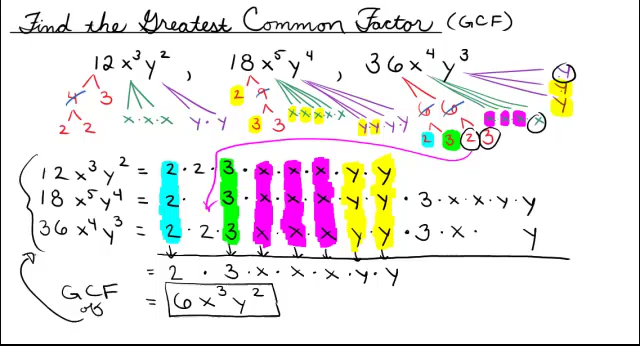 Find the Greatest Common Factor (GCF)
12x³y² , 18x⁵y⁴ , 36x⁴y³
4 3 2 9 6 6 y
x·x·x y·y x·x·x·x·x y·y·y·y x·x·x·x y
2 2 3 3 2 3 2 3 y
12x³y² = 2·2·3·x·x·x·y·y
18x⁵y⁴ = 2· 3·x·x·x·y·y·3·x·x·y·y
36x⁴y³ = 2·2·3·x·x·x·y·y·3·x· y
= 2·3·x·x·x·y·y
GCF of = 6x³y²